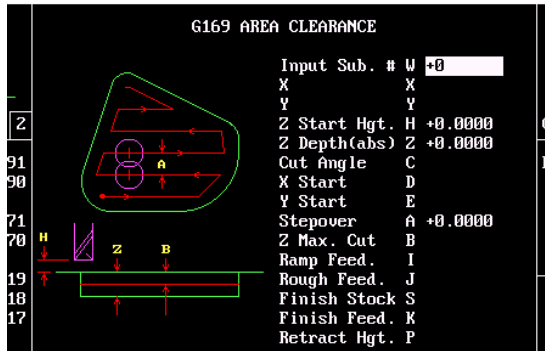 G169 AREA CLEARANCE
Input Sub. # W +0
X X
Y Y
Z Start Hgt. H +0.0000
Z Depth(abs) Z +0.0000
Cut Angle C
X Start D
Y Start E
Stepover A +0.0000
Z Max. Cut B
Ramp Feed. I
Rough Feed. J
Finish Stock S
Finish Feed. K
Retract Hgt. P
2
91
90
71
70
19
18
17
A
H
Z
B